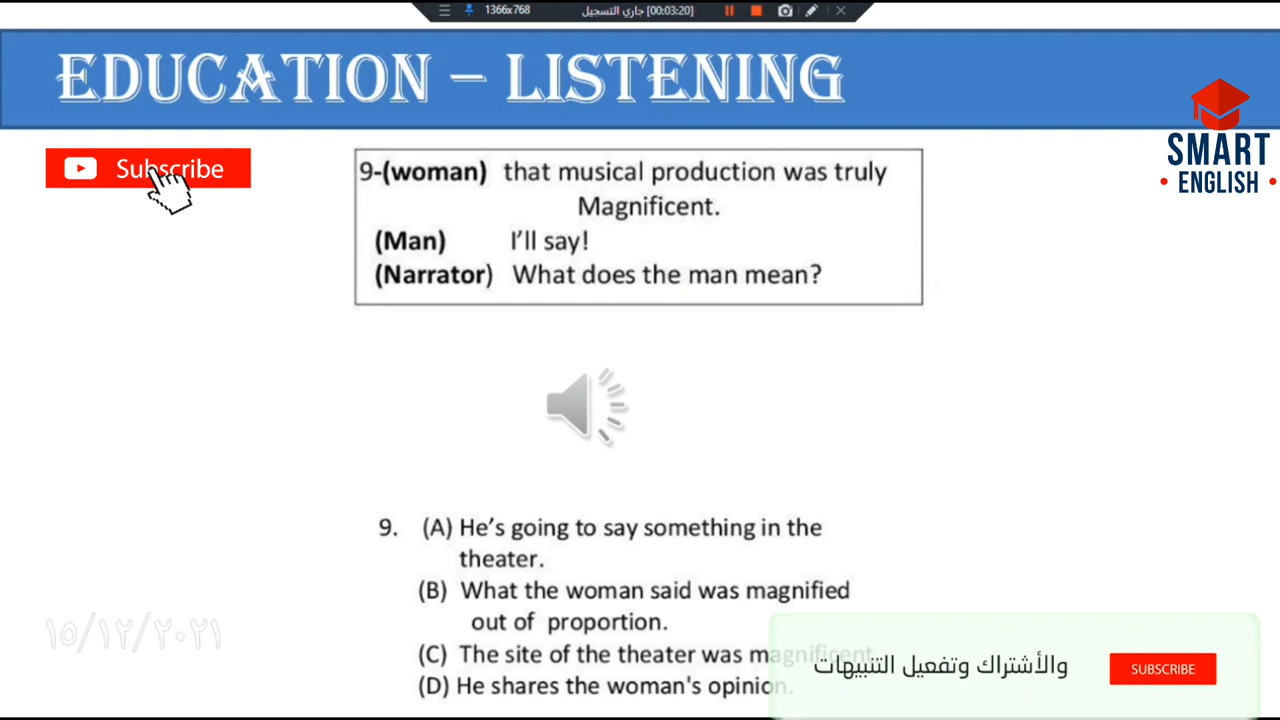 1366x768 جاري التسجيل [00:03:20]
EDUCATION – LISTENING
Subscribe
SMART
• ENGLISH •
9-(woman) that musical production was truly
Magnificent.
(Man) I'll say!
(Narrator) What does the man mean?
9. (A) He's going to say something in the
theater.
(B) What the woman said was magnified
out of proportion.
(C) The site of the theater was magnificent.
(D) He shares the woman's opinion.
١٥/١٢/٢٠٢١
والأشتراك وتفعيل التنبيهات
SUBSCRIBE